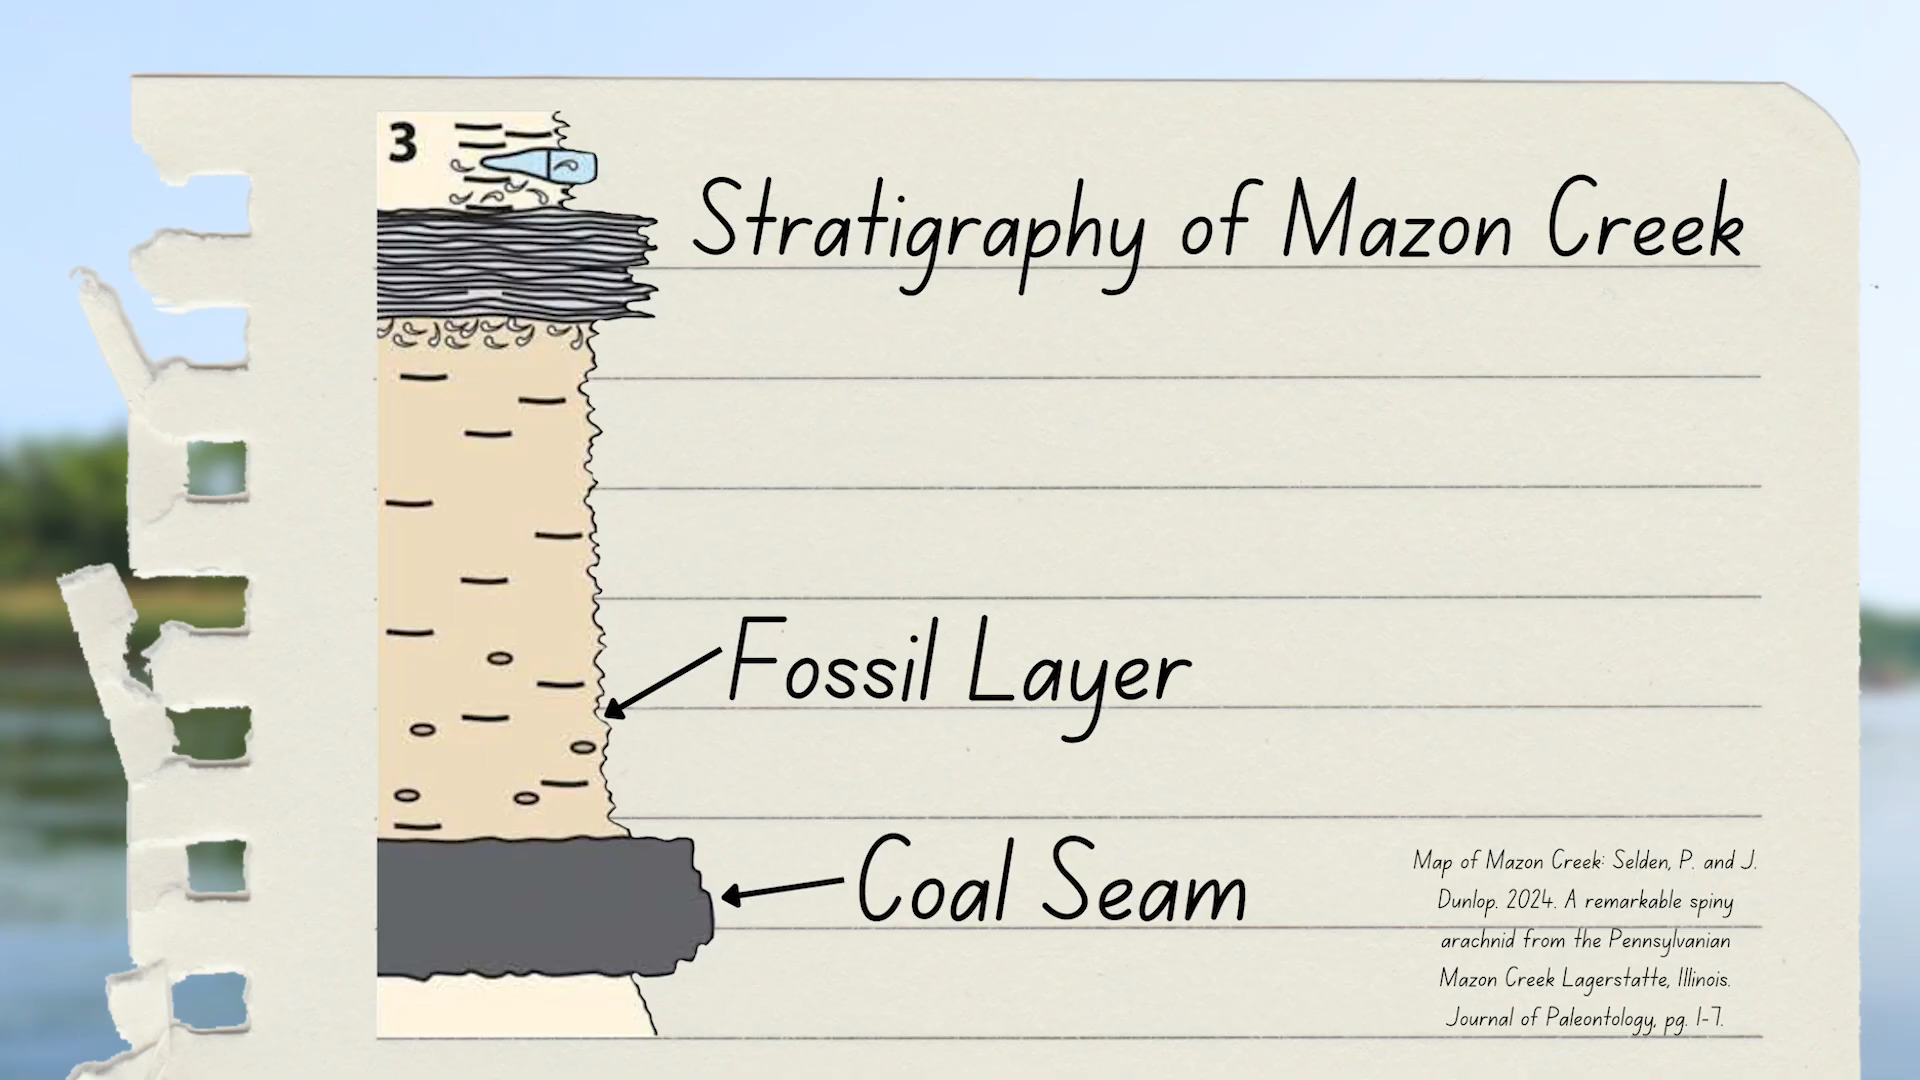 3
Stratigraphy of Mazon Creek
Fossil Layer
Coal Seam
Map of Mazon Creek: Selden, P. and J.
Dunlop. 2024. A remarkable spiny
arachnid from the Pennsylvanian
Mazon Creek Lagerstatte, Illinois.
Journal of Paleontology, pg. 1-7.